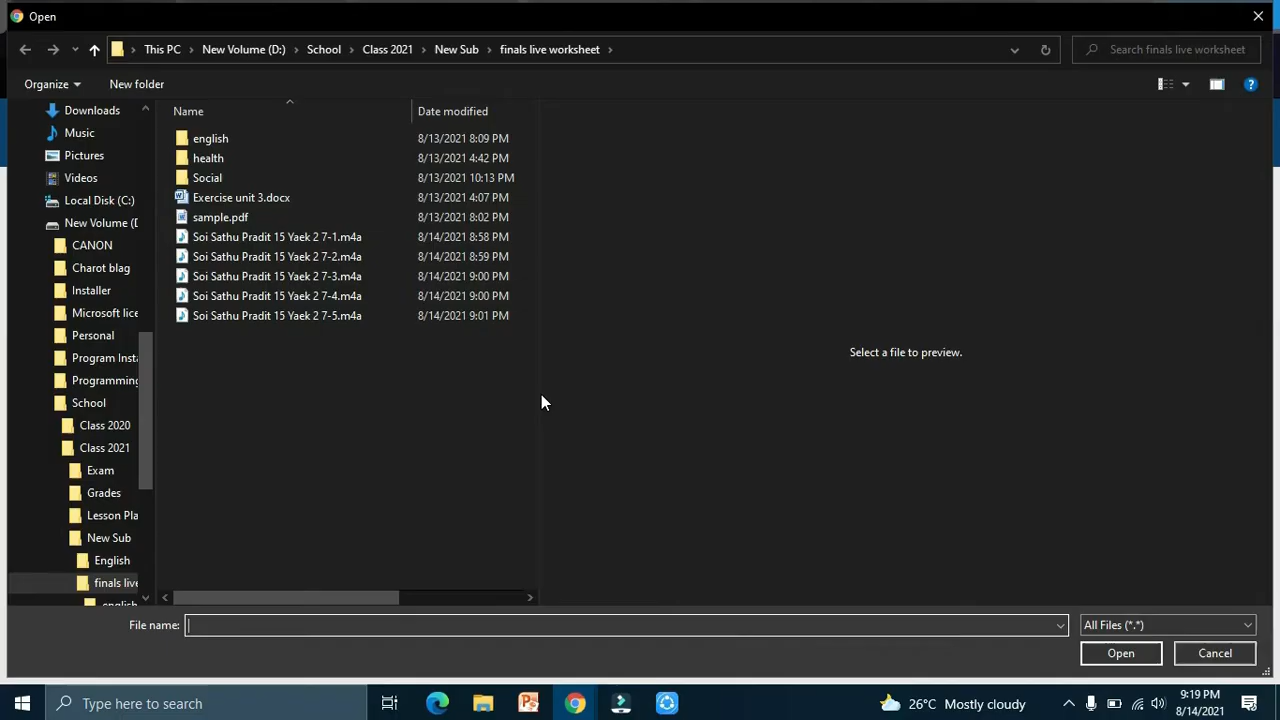 Open
This PC > New Volume (D:) > School > Class 2021 > New Sub > finals live worksheet >
Search finals live worksheet
Organize
New folder
Name
Date modified
Downloads
Music
Pictures
Videos
Local Disk (C:)
New Volume (D
CANON
Charot blag
Installer
Microsoft lice
Personal
Program Insta
Programming
School
Class 2020
Class 2021
Exam
Grades
Lesson Pla
New Sub
English
finals live
english
english 8/13/2021 8:09 PM
health 8/13/2021 4:42 PM
Social 8/13/2021 10:13 PM
Exercise unit 3.docx 8/13/2021 4:07 PM
sample.pdf 8/13/2021 8:02 PM
Soi Sathu Pradit 15 Yaek 2 7-1.m4a 8/14/2021 8:58 PM
Soi Sathu Pradit 15 Yaek 2 7-2.m4a 8/14/2021 8:59 PM
Soi Sathu Pradit 15 Yaek 2 7-3.m4a 8/14/2021 9:00 PM
Soi Sathu Pradit 15 Yaek 2 7-4.m4a 8/14/2021 9:00 PM
Soi Sathu Pradit 15 Yaek 2 7-5.m4a 8/14/2021 9:01 PM
Select a file to preview.
File name:
All Files (*.*)
Open
Cancel
Type here to search
26°C Mostly cloudy
9:19 PM
8/14/2021